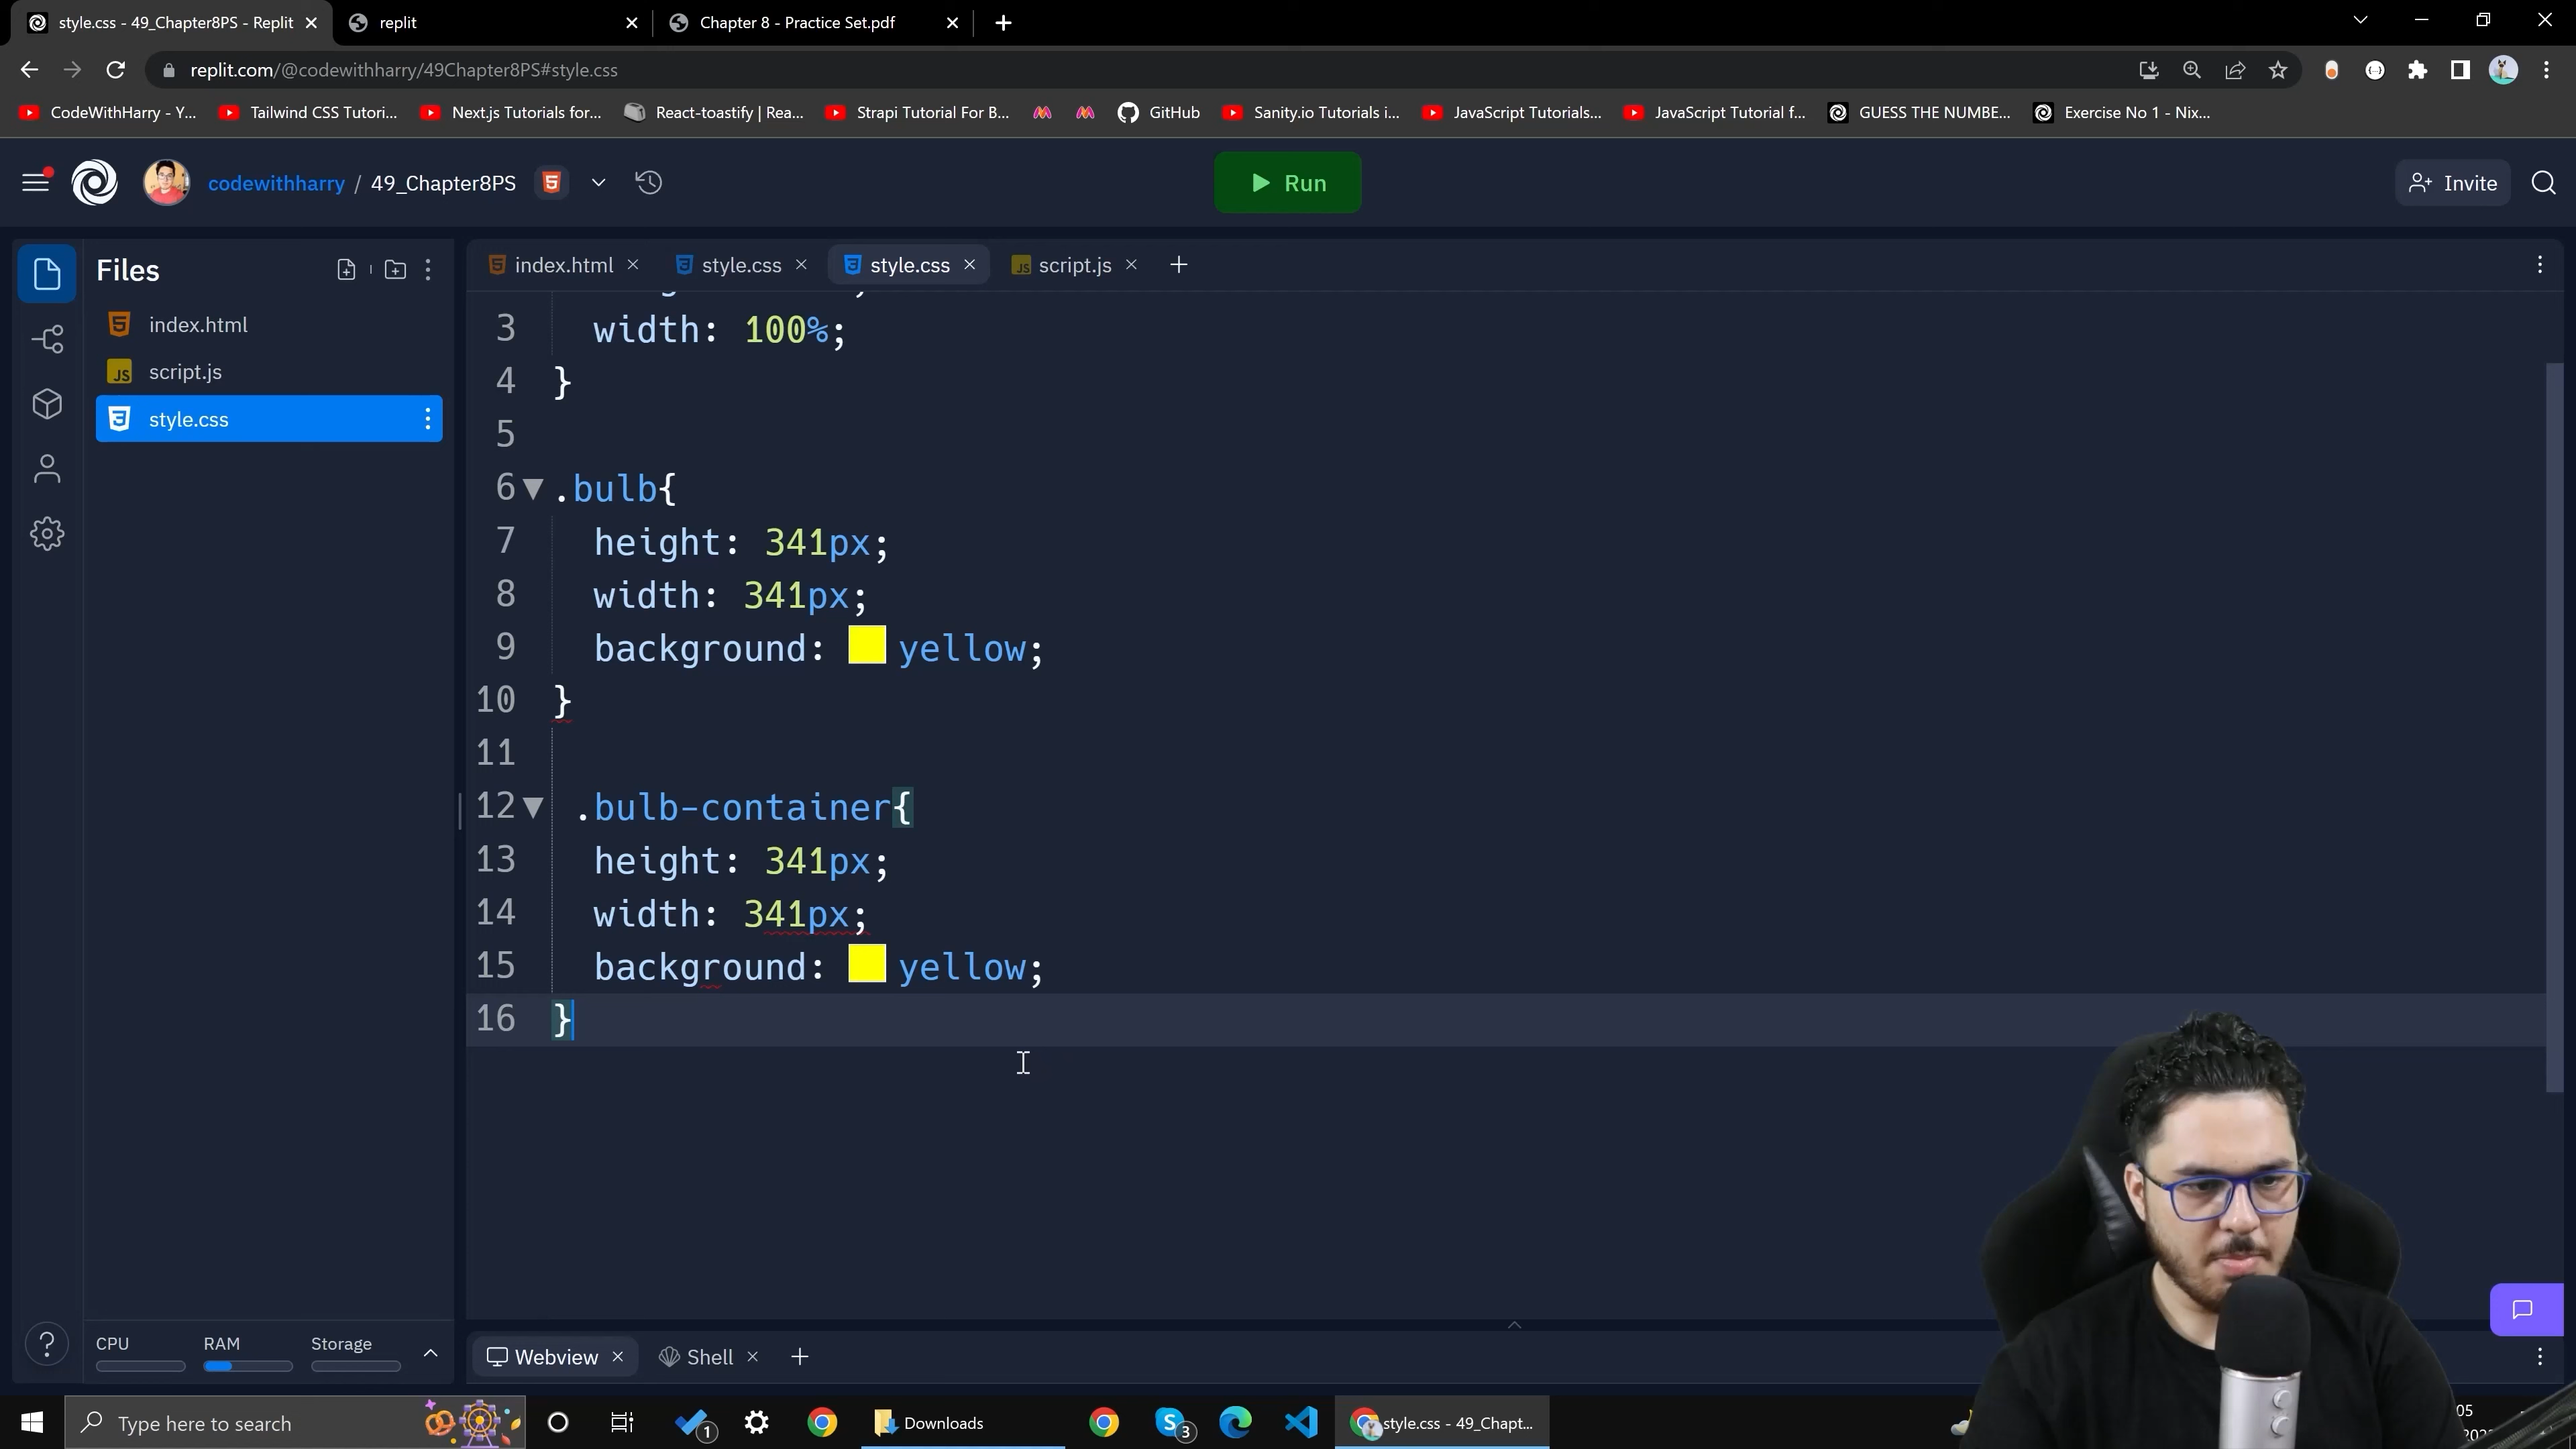 style.css - 49_Chapter8PS - Replit
replit
Chapter 8 - Practice Set.pdf
replit.com/@codewithharry/49Chapter8PS#style.css
CodeWithHarry - Y...
Tailwind CSS Tutori...
Next.js Tutorials for...
React-toastify | Rea...
Strapi Tutorial For B...
GitHub
Sanity.io Tutorials i...
JavaScript Tutorials...
JavaScript Tutorial f...
GUESS THE NUMBE...
Exercise No 1 - Nix...
codewithharry / 49_Chapter8PS
Run
Invite
Files
index.html
style.css
style.css
script.js
index.html
script.js
style.css
3 width: 100%;
4 }
5
6 .bulb{
7 height: 341px;
8 width: 341px;
9 background: yellow;
10 }
11
12 .bulb-container{
13 height: 341px;
14 width: 341px;
15 background: yellow;
16 }
CPU
RAM
Storage
Webview
Shell
Type here to search
1
Downloads
3
style.css - 49_Chapt...
05